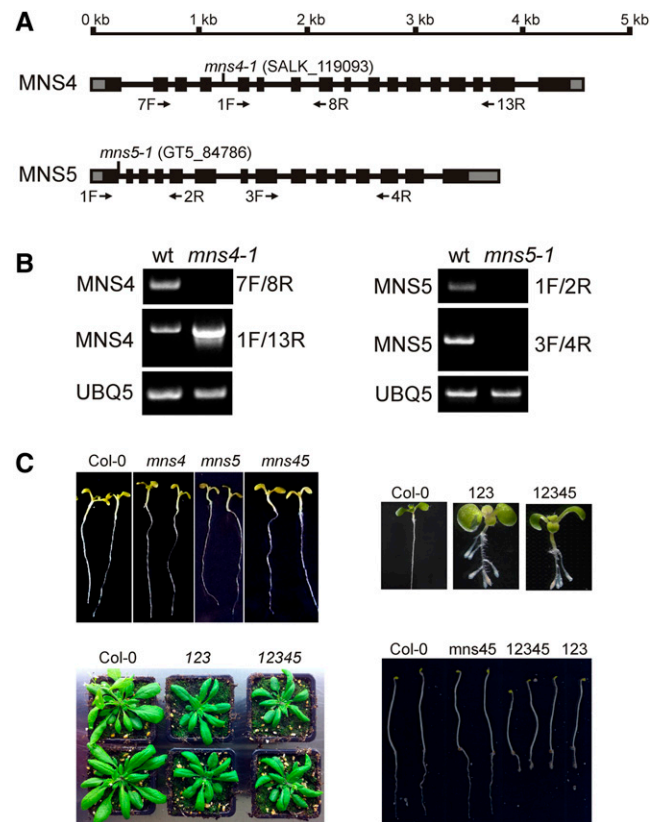 A
0 kb 1 kb 2 kb 3 kb 4 kb 5 kb
mns4-1 (SALK_119093)
MNS4
7F 1F 8R 13R
mns5-1 (GT5_84786)
MNS5
1F 2R 3F 4R
B
wt mns4-1
MNS4 7F/8R
MNS4 1F/13R
UBQ5
wt mns5-1
MNS5 1F/2R
MNS5 3F/4R
UBQ5
C
Col-0 mns4 mns5 mns45
Col-0 123 12345
Col-0 123 12345
Col-0 mns45 12345 123